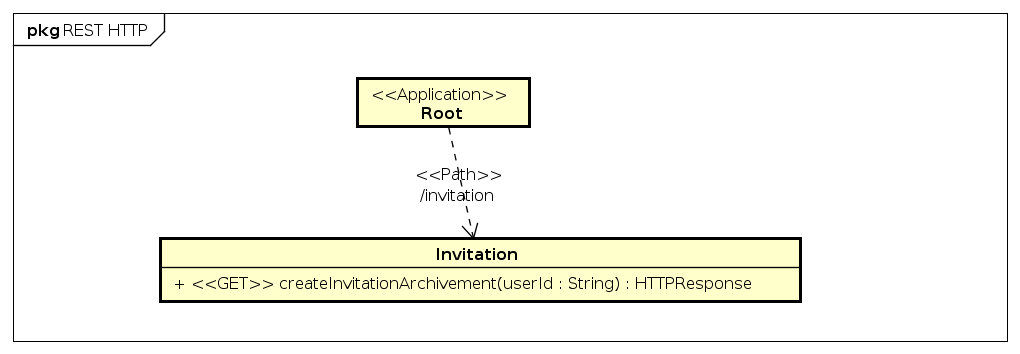 pkg REST HTTP
<<Application>>
Root
<<Path>>
/invitation
Invitation
+ <<GET>> createInvitationArchivement(userId : String) : HTTPResponse